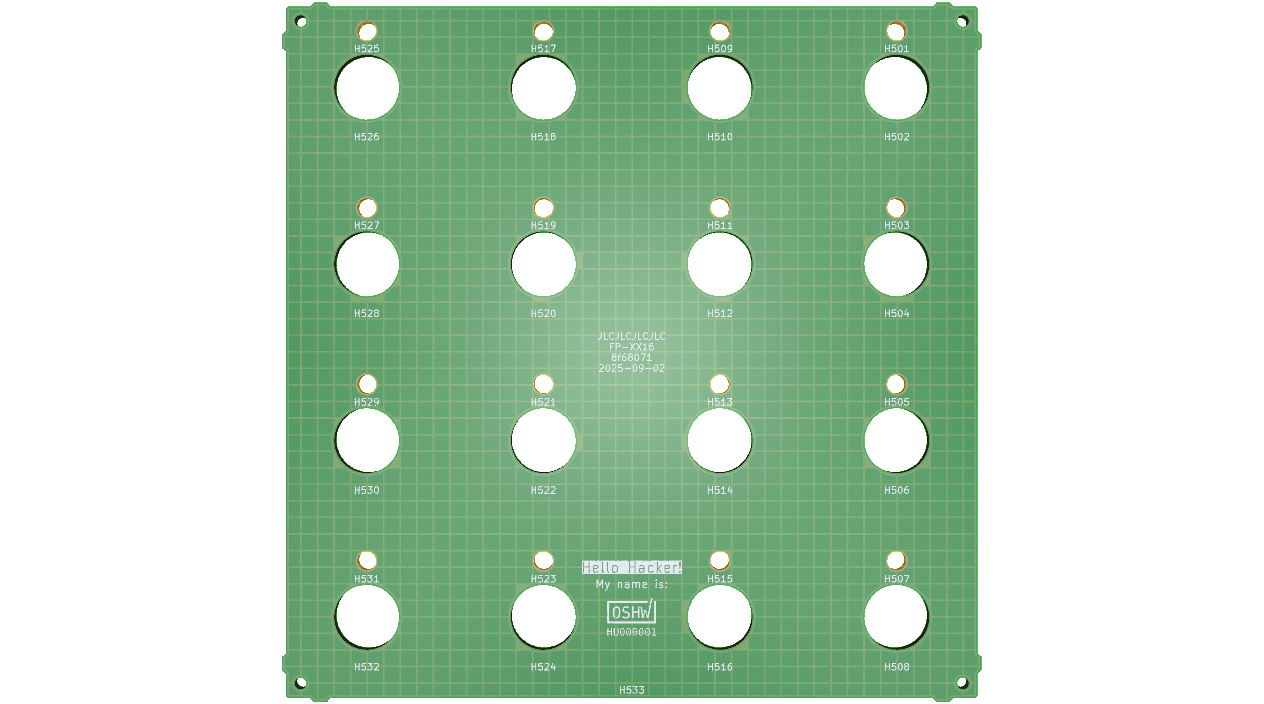 H525 H517 H509 H501
H526 H518 H510 H502
H527 H519 H511 H503
H528 H520 H512 H504
JLCJLCJLCJLC
FP-XX16
8f68071
2025-09-02
H529 H521 H513 H505
H530 H522 H514 H506
Hello Hacker!
H531 H523 H515 H507
My name is:
OSHW
HU00B001
H532 H524 H516 H508
H533